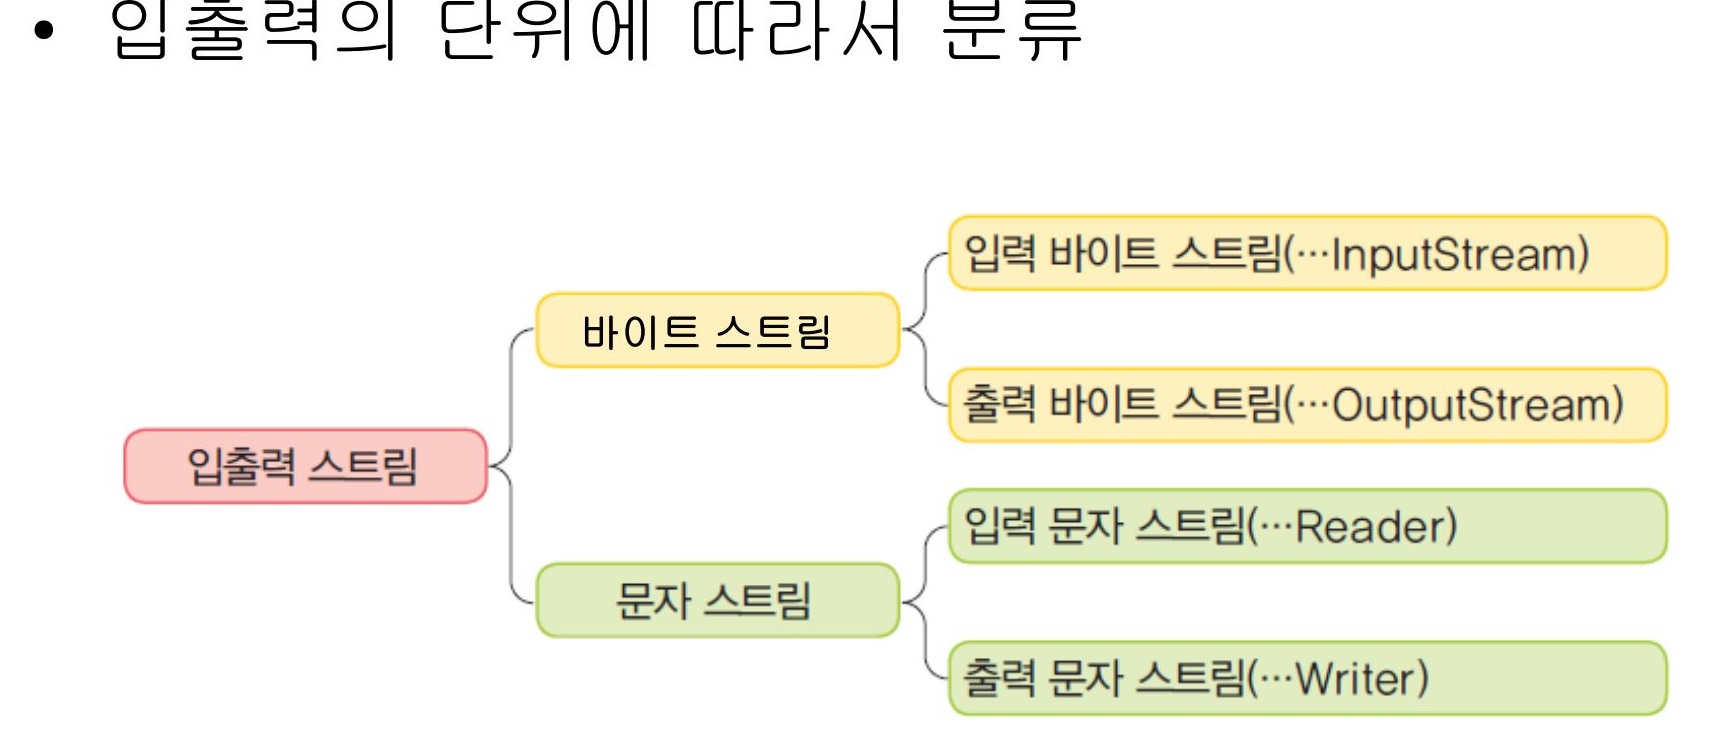 • 입출력의 단위에 따라서 분류
입력 바이트 스트림(…InputStream)
바이트 스트림
출력 바이트 스트림(…OutputStream)
입출력 스트림
입력 문자 스트림(…Reader)
문자 스트림
출력 문자 스트림(…Writer)